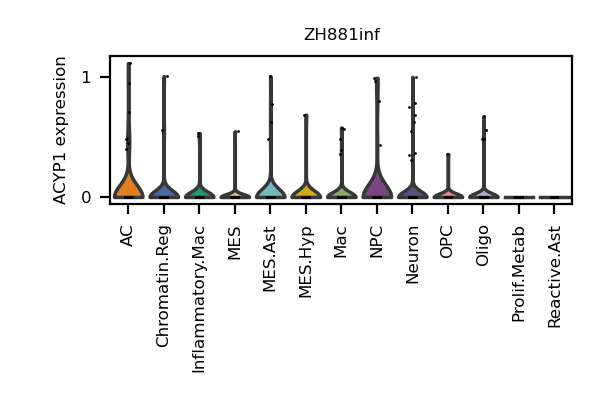 ZH881inf
ACYP1 expression
1
0
AC
Chromatin.Reg
Inflammatory.Mac
MES
MES.Ast
MES.Hyp
Mac
NPC
Neuron
OPC
Oligo
Prolif.Metab
Reactive.Ast